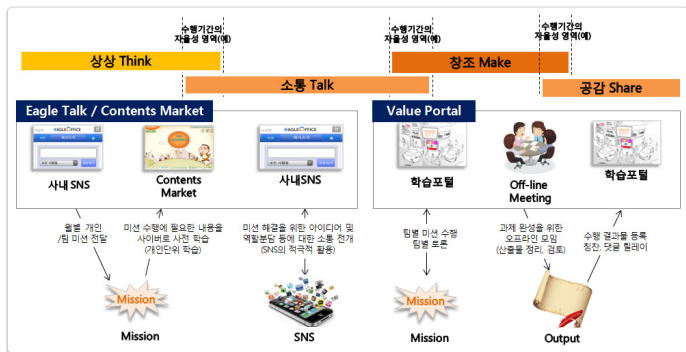 수행기간의
자율성 영역(예)
수행기간의
자율성 영역(예)
수행기간의
자율성 영역(예)
상상 Think
창조 Make
소통 Talk
공감 Share
Eagle Talk / Contents Market
Value Portal
EAGLEOFFICE
EAGLEOFFICE
사내 SNS
Contents
Market
사내SNS
학습포털
Off-line
Meeting
학습포털
월별 개인
/팀 미션 전달
미션 수행에 필요한 내용을
사이버로 사전 학습
(개인단위 학습)
미션 해결을 위한 아이디어 및
역할분담 등에 대한 소통 전개
(SNS의 적극적 활용)
팀별 미션 수행
팀별 토론
과제 완성을 위한
오프라인 모임
(산출물 정리, 검토)
수행 결과물 등록
칭찬, 댓글 릴레이
Mission
Mission
Mission
SNS
Mission
Output